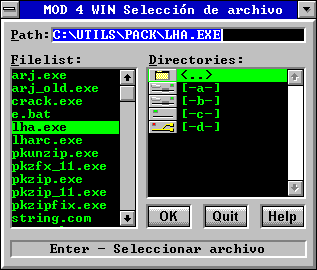 MOD 4 WIN Selección de archivo
Path: C:\UTILS\PACK\LHA.EXE
Filelist:
arj.exe
arj_old.exe
crack.exe
e.bat
lha.exe
lharc.exe
pkunzip.exe
pkzfx_11.exe
pkzip.exe
pkzip_11.exe
pkzipfix.exe
string.com
Directories:
<..>
[-a-]
[-b-]
[-c-]
[-d-]
OK Quit Help
Enter - Seleccionar archivo